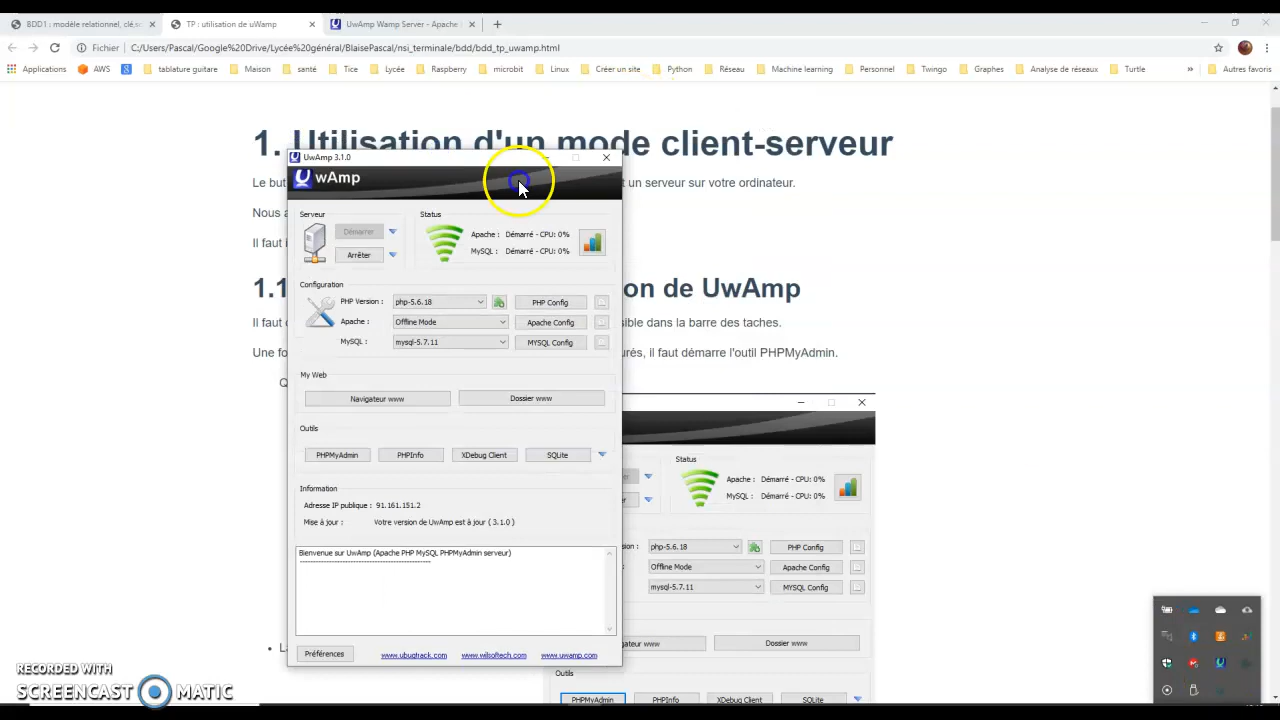 BDD1 : modèle relationnel, clé,s
TP : utilisation de uWamp
UwAmp Wamp Server - Apache
Fichier
C:/Users/Pascal/Google%20Drive/Lycée%20général/BlaisePascal/nsi_terminale/bdd/bdd_tp_uwamp.html
Applications
AWS
tablature guitare
Maison
santé
Tice
Lycée
Raspberry
microbit
Linux
Créer un site
Python
Réseau
Machine learning
Personnel
Twingo
Graphes
Analyse de réseaux
Turtle
»
Autres favoris
1. Utilisation d'un mode client-serveur
Le but
t un serveur sur votre ordinateur.
Nous a
Il faut i
1.1
on de UwAmp
Il faut
sible dans la barre des taches.
Une fo
urés, il faut démarre l'outil PHPMyAdmin.
Q
UwAmp 3.1.0
wAmp
Serveur
Démarrer
Arrêter
Status
Apache : Démarré - CPU: 0%
MySQL : Démarré - CPU: 0%
Configuration
PHP Version : php-5.6.18 PHP Config
Apache : Offline Mode Apache Config
MySQL : mysql-5.7.11 MYSQL Config
My Web
Navigateur www
Dossier www
Outils
PHPMyAdmin
PHPInfo
XDebug Client
SQLite
Information
Adresse IP publique : 91.161.151.2
Mise à jour : Votre version de UwAmp est à jour ( 3.1.0 )
Bienvenue sur UwAmp (Apache PHP MySQL PHPMyAdmin serveur)
Préférences
www.ubugtrack.com
www.wilsoftech.com
www.uwamp.com
Status
Apache : Démarré - CPU: 0%
MySQL : Démarré - CPU: 0%
sion : php-5.6.18 PHP Config
Offline Mode Apache Config
mysql-5.7.11 MYSQL Config
gateur www
Dossier www
Outils
PHPMyAdmin
PHPInfo
XDebug Client
SQLite
RECORDED WITH
SCREENCAST MATIC